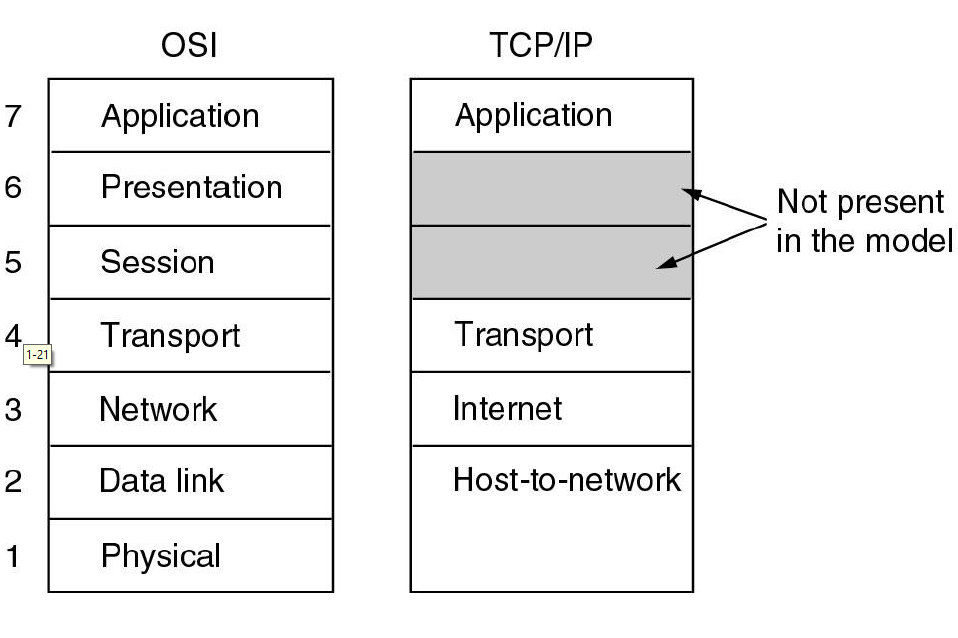 OSI TCP/IP
7 Application Application
6 Presentation
Not present
in the model
5 Session
4 Transport Transport
1-21
3 Network Internet
2 Data link Host-to-network
1 Physical